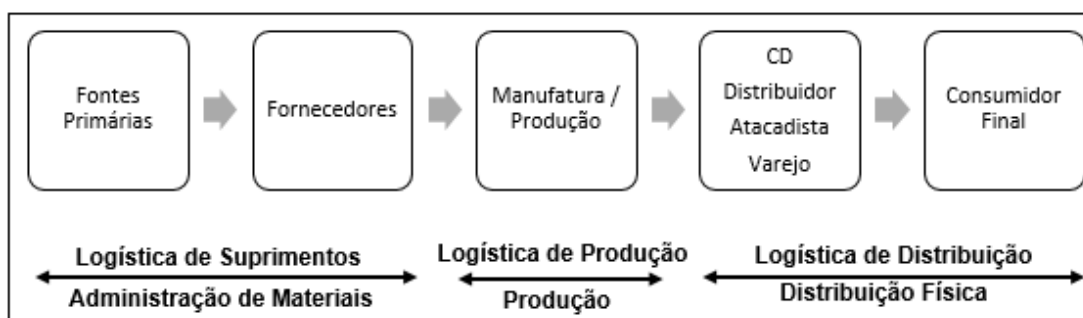 Fontes
Primárias
Fornecedores
Manufatura /
Produção
CD
Distribuidor
Atacadista
Varejo
Consumidor
Final
Logística de Suprimentos
Administração de Materiais
Logística de Produção
Produção
Logística de Distribuição
Distribuição Física